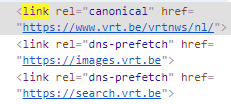 <link rel="canonical" href=
"https://www.vrt.be/vrtnws/nl/">
<link rel="dns-prefetch" href=
"https://images.vrt.be">
<link rel="dns-prefetch" href=
"https://search.vrt.be">